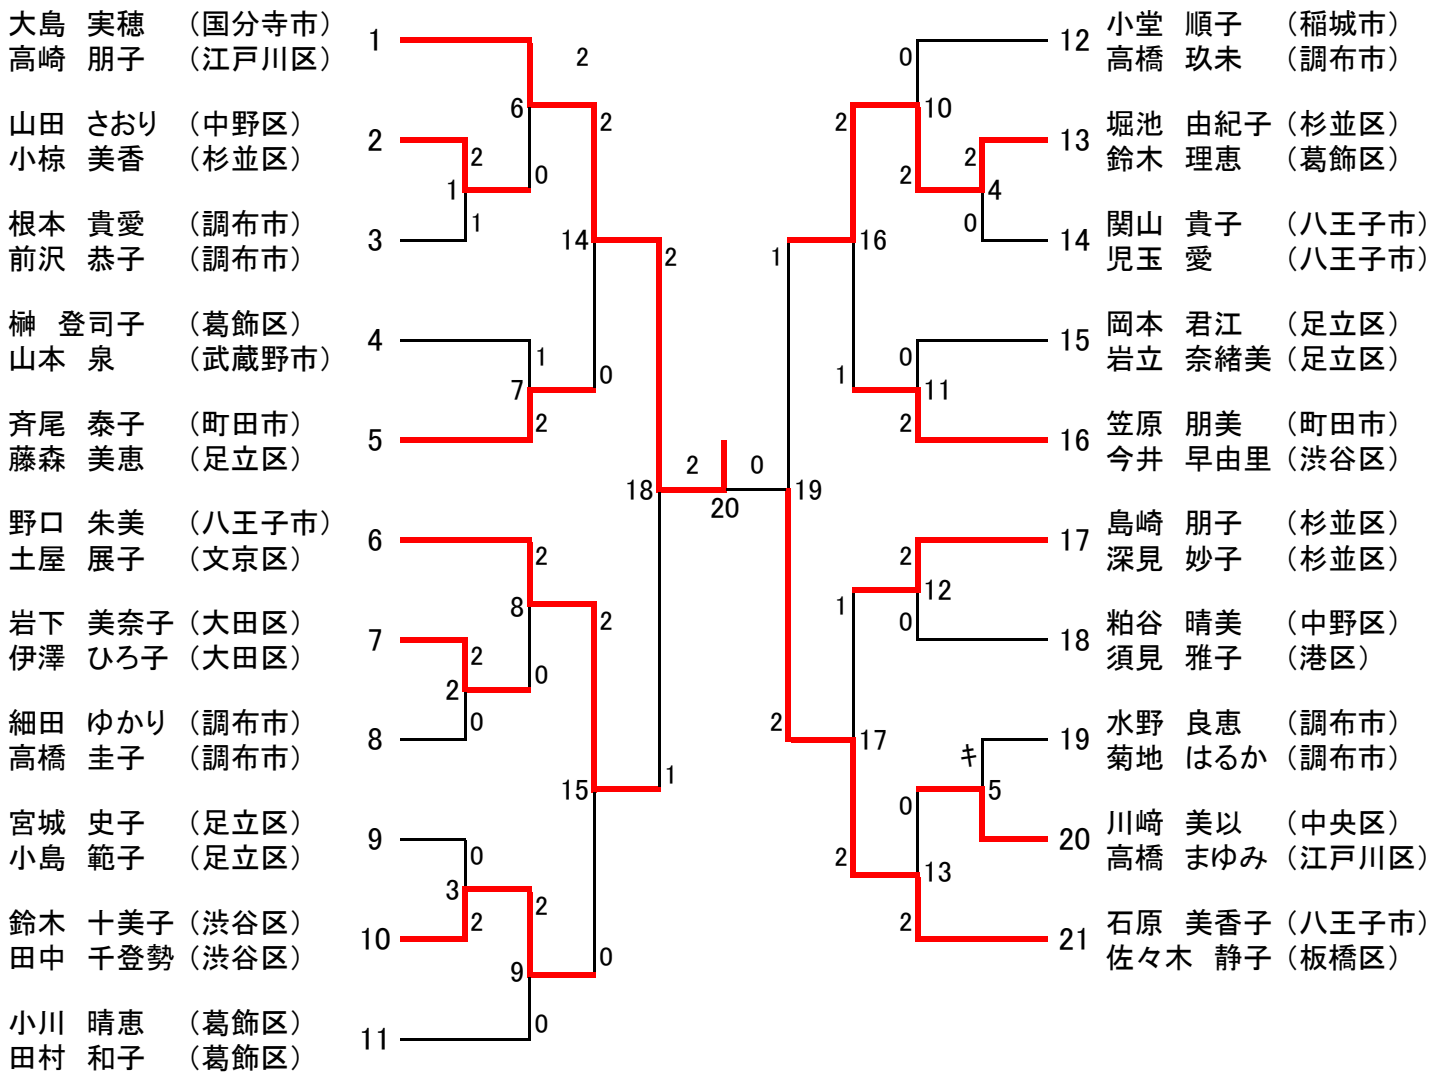 大島 実穂 （国分寺市）
高崎 朋子 （江戸川区）
1
山田 さおり （中野区）
小椋 美香 （杉並区）
2
根本 貴愛 （調布市）
前沢 恭子 （調布市）
3
榊 登司子 （葛飾区）
山本 泉 （武蔵野市）
4
斉尾 泰子 （町田市）
藤森 美恵 （足立区）
5
野口 朱美 （八王子市）
土屋 展子 （文京区）
6
岩下 美奈子 （大田区）
伊澤 ひろ子 （大田区）
7
細田 ゆかり （調布市）
高橋 圭子 （調布市）
8
宮城 史子 （足立区）
小島 範子 （足立区）
9
鈴木 十美子 （渋谷区）
田中 千登勢 （渋谷区）
10
小川 晴恵 （葛飾区）
田村 和子 （葛飾区）
11
2
6
2
2
1
0
1
14
2
1
7
0
2
18
2
0
20
19
2
8
2
2
2
0
0
15
1
0
3
2
2
9
0
0
0
10
2
2
2
4
0
16
1
0
1
11
2
2
12
1
0
2
17
キ
5
0
2
13
2
12
小堂 順子 （稲城市）
高橋 玖未 （調布市）
13
堀池 由紀子 （杉並区）
鈴木 理恵 （葛飾区）
14
関山 貴子 （八王子市）
児玉 愛 （八王子市）
15
岡本 君江 （足立区）
岩立 奈緒美 （足立区）
16
笠原 朋美 （町田市）
今井 早由里 （渋谷区）
17
島崎 朋子 （杉並区）
深見 妙子 （杉並区）
18
粕谷 晴美 （中野区）
須見 雅子 （港区）
19
水野 良恵 （調布市）
菊地 はるか （調布市）
20
川﨑 美以 （中央区）
高橋 まゆみ （江戸川区）
21
石原 美香子 （八王子市）
佐々木 静子 （板橋区）